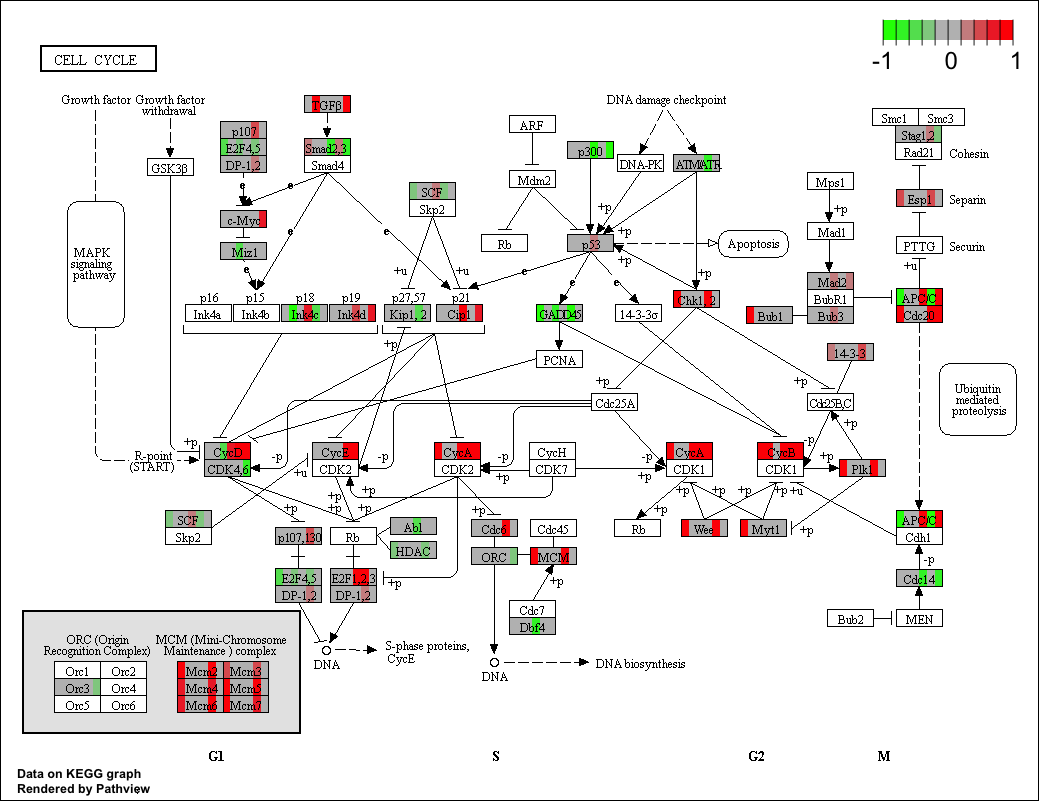 -1 0 1
CELL CYCLE
Growth factor
Growth factor
withdrawal
TGFβ
DNA damage checkpoint
Smc1 Smc3
Stag1,2
Rad21
Cohesin
p107
E2F4,5
DP-1,2
GSK3β
Smad2,3
Smad4
ARF
p300
DNA-PK
ATMATR
Mdm2
Mps1
+p
Mad1
Esp1
Separin
e
e
e
e
SCF
Skp2
c-Myc
Miz1
e
MAPK
signaling
pathway
Rb
p53
+p
+p
+p
Apoptosis
PTTG
Securin
+u
+u
+u
e
e
p16
Ink4a
p15
Ink4b
p18
Ink4c
p19
Ink4d
p27,57
Kip1, 2
p21
Cip1
GADD45
14-3-3σ
Chk1, 2
Mad2
BubR1
Bub3
Bub1
APC/C
Cdc20
+p
PCNA
14-3-3
+p
+p
Cdc25A
Cdc25B,C
Ubiquitin
mediated
proteolysis
R-point
(START)
+p
CycD
CDK4,6
-p
CycE
CDK2
-p
CycA
CDK2
-p
CycH
CDK7
+p
CycA
CDK1
CycB
CDK1
-p
+p
Plk1
+u
+p
+p
+p
+p
+p
+p
+p
+p
+u
SCF
Skp2
p107,130
Rb
Abl
HDAC
Cdc6
Cdc45
ORC
MCM
+p
Rb
Wee
Myt1
+p
APC/C
Cdh1
-p
Cdc14
E2F4,5
DP-1,2
E2F1,2,3
DP-1,2
+p
Cdc7
Dbf4
Bub2
MEN
DNA
S-phase proteins,
CycE
DNA
DNA biosynthesis
ORC (Origin
Recognition Complex)
Orc1 Orc2
Orc3 Orc4
Orc5 Orc6
MCM (Mini-Chromosome
Maintenance ) complex
Mcm2 Mcm3
Mcm4 Mcm5
Mcm6 Mcm7
G1 S G2 M
Data on KEGG graph
Rendered by Pathview